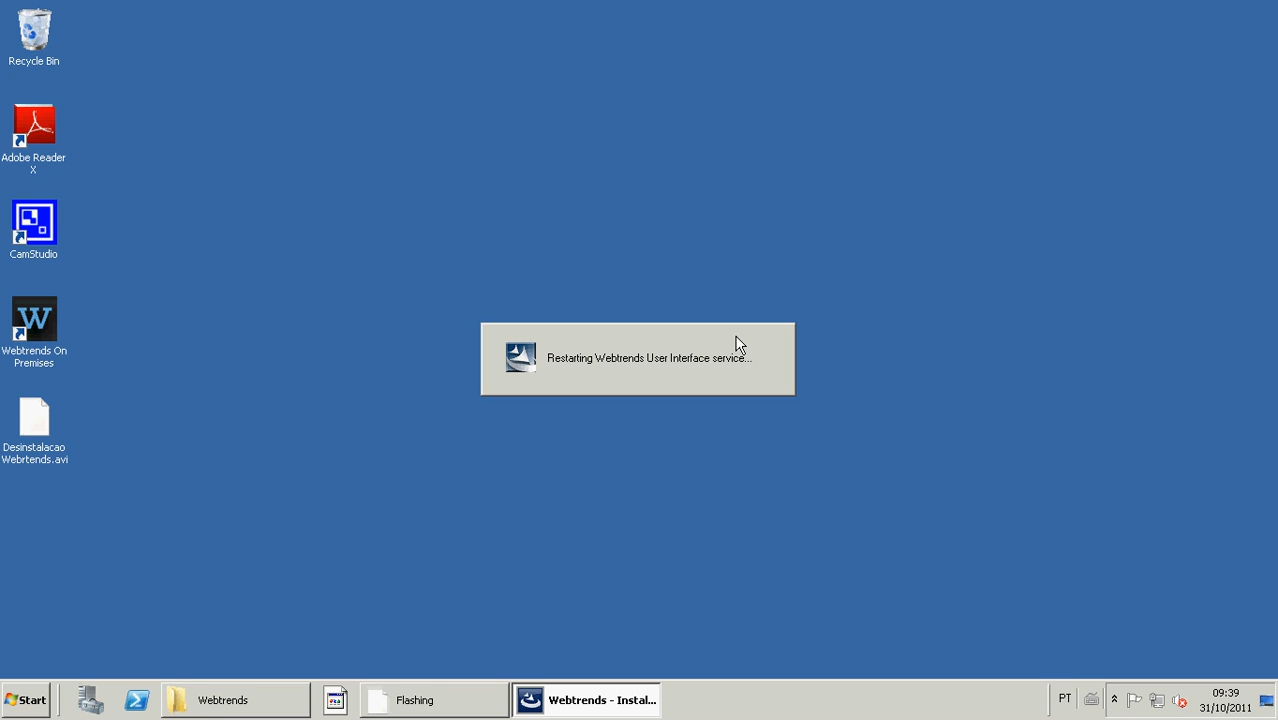 Recycle Bin
Adobe Reader
X
CamStudio
Webtrends On
Premises
Desinstalacao
Webrtends.avi
Restarting Webtrends User Interface service...
Start
Webtrends
Flashing
Webtrends - Instal...
PT
09:39
31/10/2011